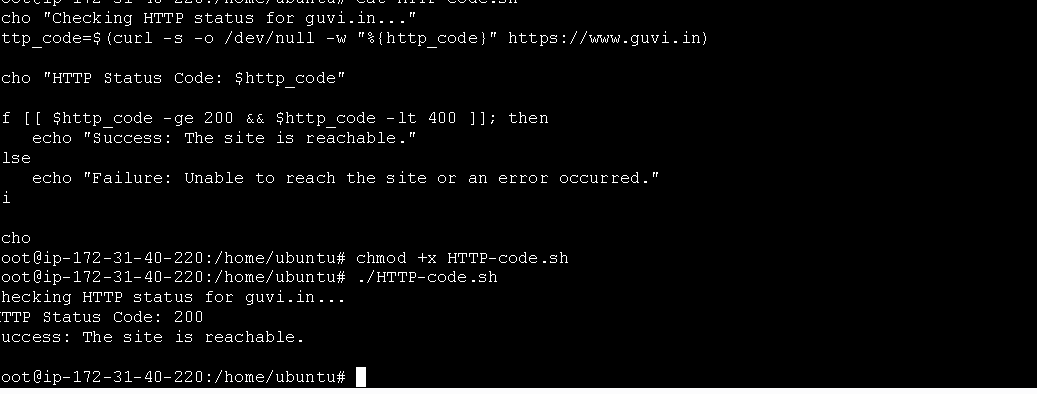 oot@ip-172-31-40-220:/home/ubuntu# cat HTTP-code.sh
cho "Checking HTTP status for guvi.in..."
ttp_code=$(curl -s -o /dev/null -w "%{http_code}" https://www.guvi.in)
cho "HTTP Status Code: $http_code"
f [[ $http_code -ge 200 && $http_code -lt 400 ]]; then
echo "Success: The site is reachable."
lse
echo "Failure: Unable to reach the site or an error occurred."
i
cho
oot@ip-172-31-40-220:/home/ubuntu# chmod +x HTTP-code.sh
oot@ip-172-31-40-220:/home/ubuntu# ./HTTP-code.sh
hecking HTTP status for guvi.in...
TTP Status Code: 200
uccess: The site is reachable.
oot@ip-172-31-40-220:/home/ubuntu#